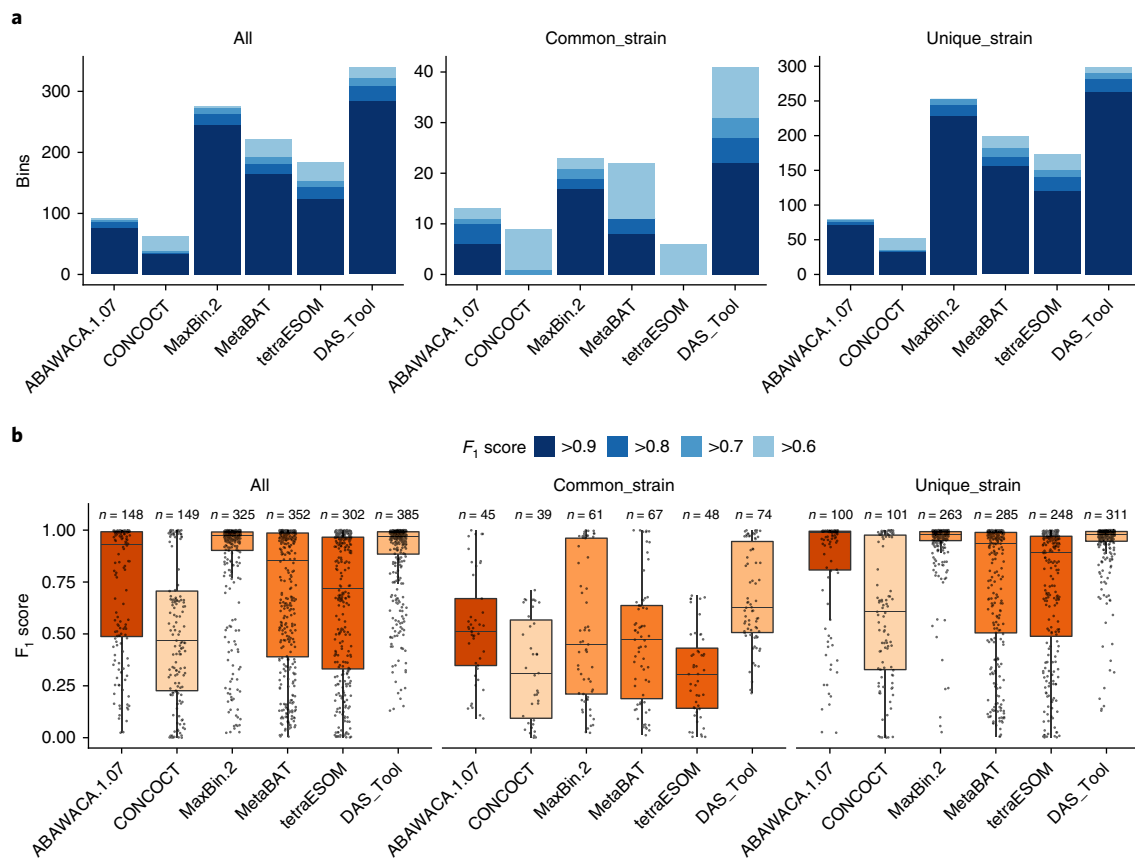 a
All
Common_strain
Unique_strain
Bins
300
200
100
0
40
30
20
10
0
300
250
200
150
100
50
0
ABAWACA.1.07
CONCOCT
MaxBin.2
MetaBAT
tetraESOM
DAS_Tool
ABAWACA.1.07
CONCOCT
MaxBin.2
MetaBAT
tetraESOM
DAS_Tool
ABAWACA.1.07
CONCOCT
MaxBin.2
MetaBAT
tetraESOM
DAS_Tool
b
F1 score >0.9 >0.8 >0.7 >0.6
All
Common_strain
Unique_strain
n = 148 n = 149 n = 325 n = 352 n = 302 n = 385
n = 45 n = 39 n = 61 n = 67 n = 48 n = 74
n = 100 n = 101 n = 263 n = 285 n = 248 n = 311
F1 score
1.00
0.75
0.50
0.25
0.00
ABAWACA.1.07
CONCOCT
MaxBin.2
MetaBAT
tetraESOM
DAS_Tool
ABAWACA.1.07
CONCOCT
MaxBin.2
MetaBAT
tetraESOM
DAS_Tool
ABAWACA.1.07
CONCOCT
MaxBin.2
MetaBAT
tetraESOM
DAS_Tool